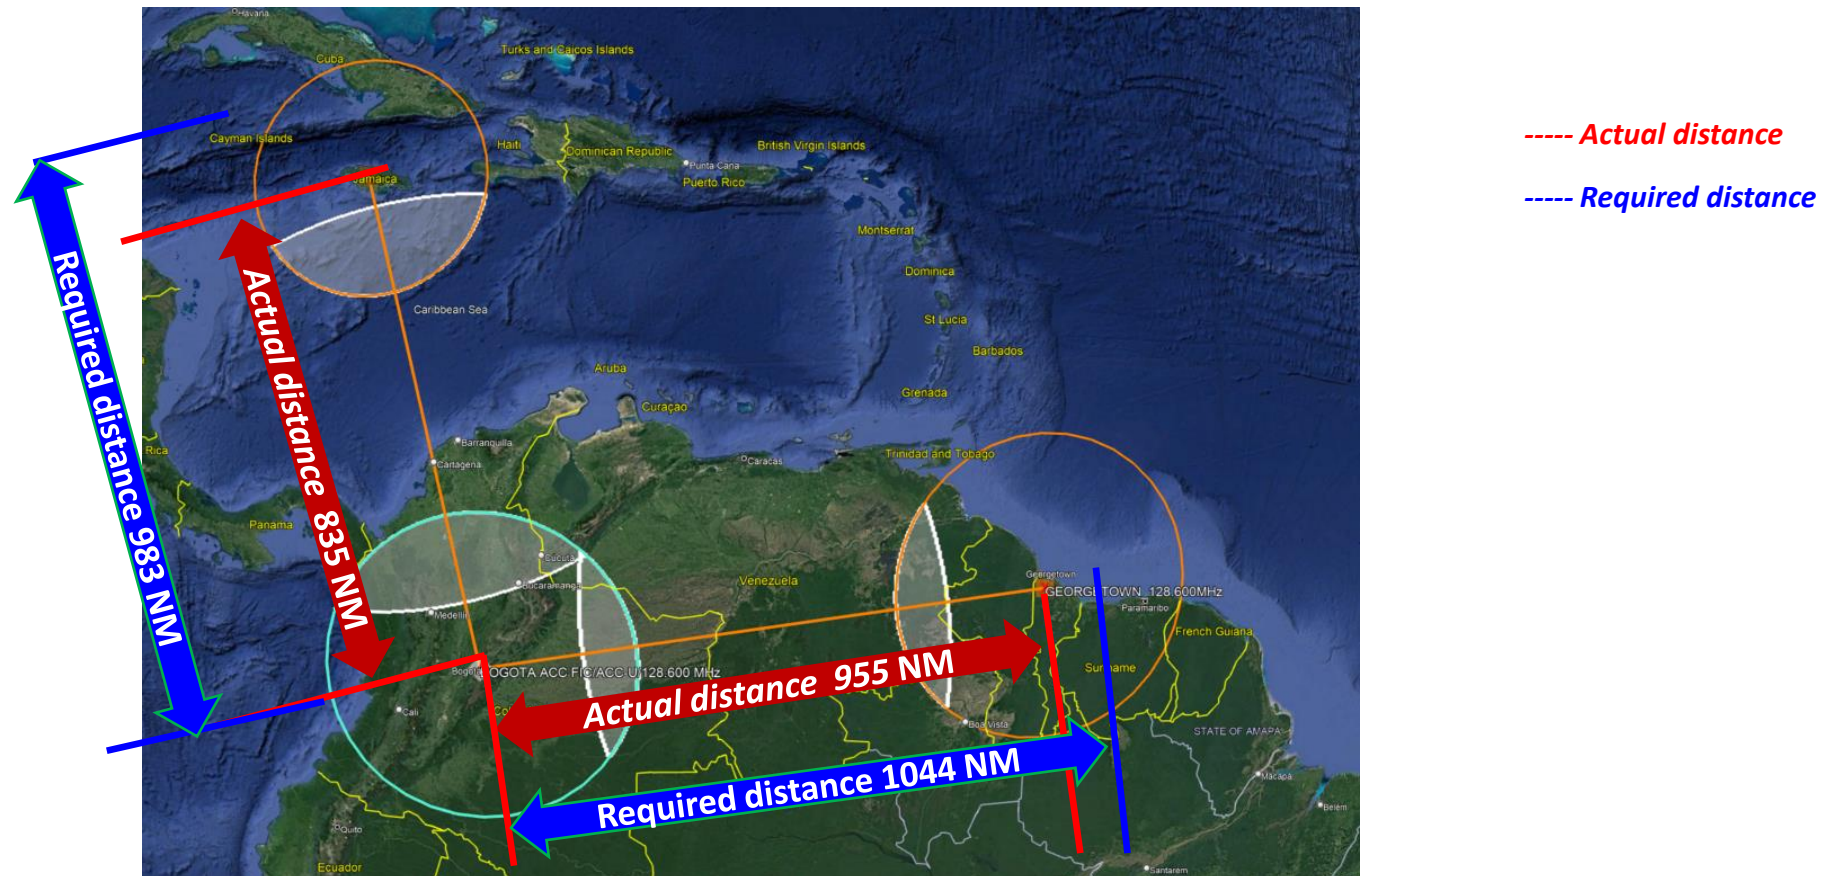 Havana
Turks and Caicos Islands
Cuba
----- Actual distance
Cayman Islands
Haiti
Dominican Republic
British Virgin Islands
Punta Cana
Jamaica
Puerto Rico
----- Required distance
Montserrat
Dominica
Caribbean Sea
St Lucia
Barbados
Aruba
Grenada
Curaçao
Required distance 983 NM
Actual distance 835 NM
Barranquilla
Rica
Cartagena
Caracas
Trinidad and Tobago
Panama
Cucuta
Bucaramanga
Venezuela
Georgetown
GEORGETOWN 128.600MHz
Medellin
Paramaribo
French Guiana
Bogota
BOGOTA ACC FIC/ACC-U/128.600 MHz
Suriname
Actual distance 955 NM
Cali
Col
Boa Vista
STATE OF AMAPA
Required distance 1044 NM
Macapa
Belém
Quito
Ecuador
Santarem